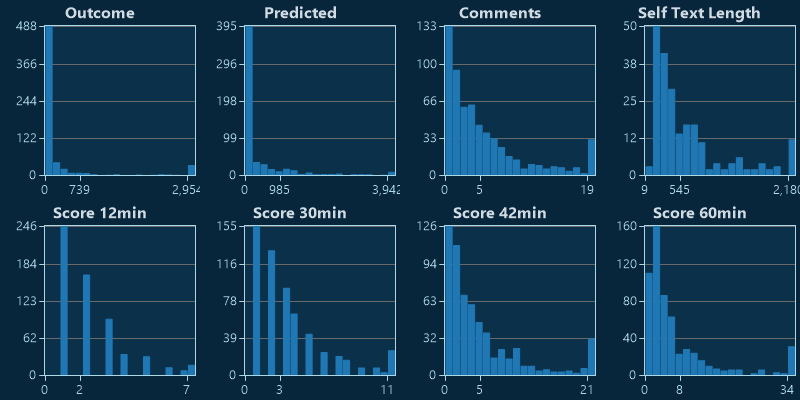 Outcome
488
366
244
122
0
0 739 2,954
Predicted
395
296
198
99
0
0 985 3,942
Comments
133
100
66
33
0
0 5 19
Self Text Length
50
38
25
12
0
9 545 2,180
Score 12min
246
184
123
62
0
0 2 7
Score 30min
155
116
78
39
0
0 3 11
Score 42min
126
94
63
32
0
0 5 21
Score 60min
160
120
80
40
0
0 8 34